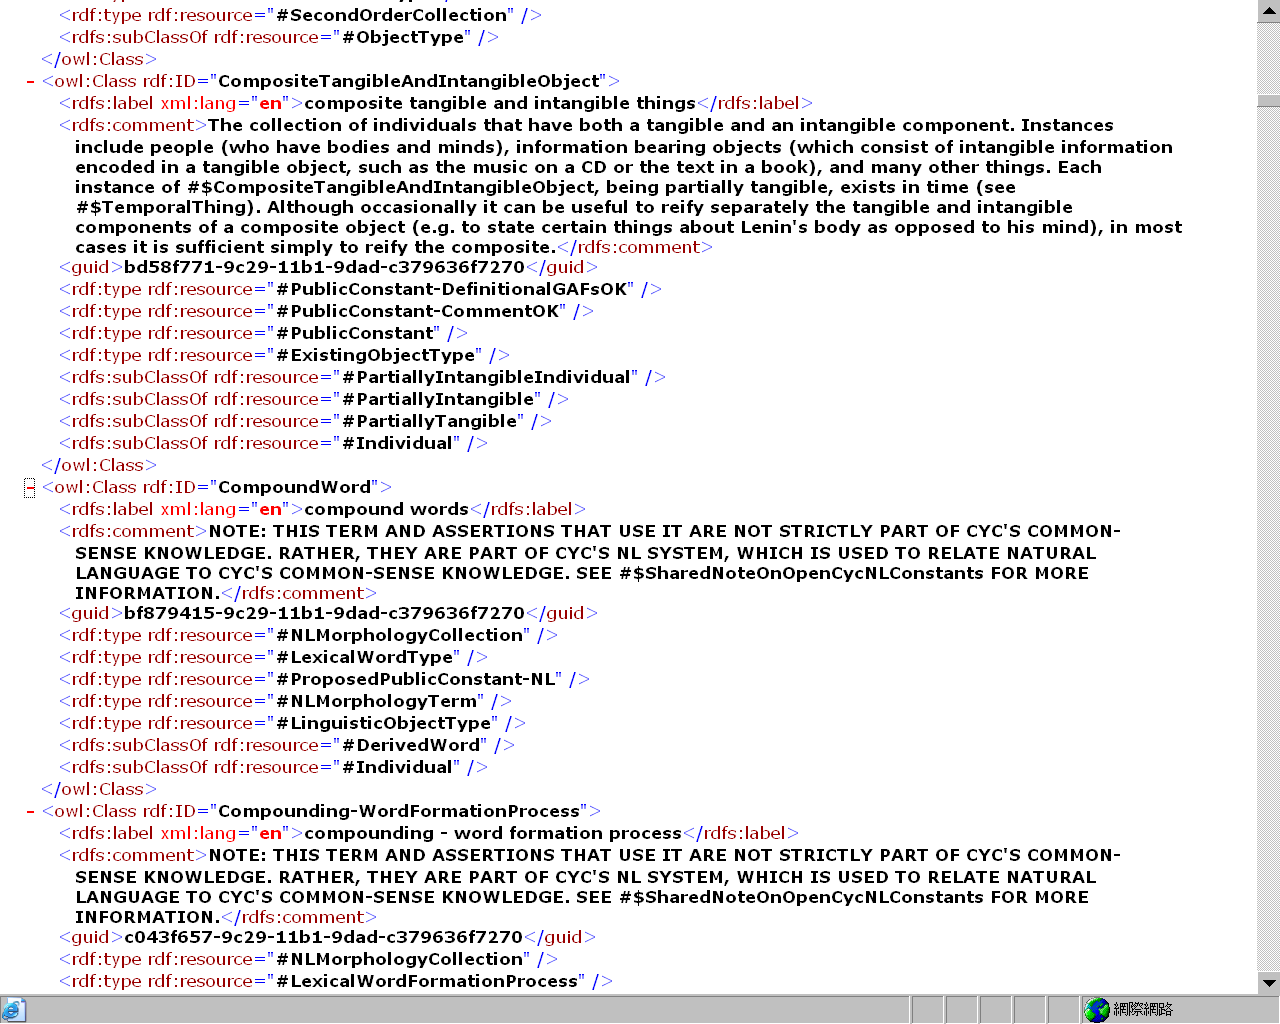 <rdf:type rdf:resource="#SecondOrderCollection" />
<rdfs:subClassOf rdf:resource="#ObjectType" />
</owl:Class>
- <owl:Class rdf:ID="CompositeTangibleAndIntangibleObject">
<rdfs:label xml:lang="en">composite tangible and intangible things</rdfs:label>
<rdfs:comment>The collection of individuals that have both a tangible and an intangible component. Instances
include people (who have bodies and minds), information bearing objects (which consist of intangible information
encoded in a tangible object, such as the music on a CD or the text in a book), and many other things. Each
instance of #$CompositeTangibleAndIntangibleObject, being partially tangible, exists in time (see
#$TemporalThing). Although occasionally it can be useful to reify separately the tangible and intangible
components of a composite object (e.g. to state certain things about Lenin's body as opposed to his mind), in most
cases it is sufficient simply to reify the composite.</rdfs:comment>
<guid>bd58f771-9c29-11b1-9dad-c379636f7270</guid>
<rdf:type rdf:resource="#PublicConstant-DefinitionalGAFsOK" />
<rdf:type rdf:resource="#PublicConstant-CommentOK" />
<rdf:type rdf:resource="#PublicConstant" />
<rdf:type rdf:resource="#ExistingObjectType" />
<rdfs:subClassOf rdf:resource="#PartiallyIntangibleIndividual" />
<rdfs:subClassOf rdf:resource="#PartiallyIntangible" />
<rdfs:subClassOf rdf:resource="#PartiallyTangible" />
<rdfs:subClassOf rdf:resource="#Individual" />
</owl:Class>
- <owl:Class rdf:ID="CompoundWord">
<rdfs:label xml:lang="en">compound words</rdfs:label>
<rdfs:comment>NOTE: THIS TERM AND ASSERTIONS THAT USE IT ARE NOT STRICTLY PART OF CYC'S COMMON-
SENSE KNOWLEDGE. RATHER, THEY ARE PART OF CYC'S NL SYSTEM, WHICH IS USED TO RELATE NATURAL
LANGUAGE TO CYC'S COMMON-SENSE KNOWLEDGE. SEE #$SharedNoteOnOpenCycNLConstants FOR MORE
INFORMATION.</rdfs:comment>
<guid>bf879415-9c29-11b1-9dad-c379636f7270</guid>
<rdf:type rdf:resource="#NLMorphologyCollection" />
<rdf:type rdf:resource="#LexicalWordType" />
<rdf:type rdf:resource="#ProposedPublicConstant-NL" />
<rdf:type rdf:resource="#NLMorphologyTerm" />
<rdf:type rdf:resource="#LinguisticObjectType" />
<rdfs:subClassOf rdf:resource="#DerivedWord" />
<rdfs:subClassOf rdf:resource="#Individual" />
</owl:Class>
- <owl:Class rdf:ID="Compounding-WordFormationProcess">
<rdfs:label xml:lang="en">compounding - word formation process</rdfs:label>
<rdfs:comment>NOTE: THIS TERM AND ASSERTIONS THAT USE IT ARE NOT STRICTLY PART OF CYC'S COMMON-
SENSE KNOWLEDGE. RATHER, THEY ARE PART OF CYC'S NL SYSTEM, WHICH IS USED TO RELATE NATURAL
LANGUAGE TO CYC'S COMMON-SENSE KNOWLEDGE. SEE #$SharedNoteOnOpenCycNLConstants FOR MORE
INFORMATION.</rdfs:comment>
<guid>c043f657-9c29-11b1-9dad-c379636f7270</guid>
<rdf:type rdf:resource="#NLMorphologyCollection" />
<rdf:type rdf:resource="#LexicalWordFormationProcess" />
網際網路